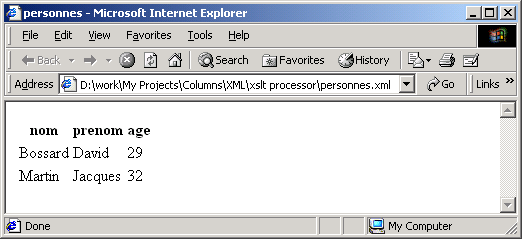 personnes - Microsoft Internet Explorer
File Edit View Favorites Tools Help
Back Search Favorites History
Address D:\work\My Projects\Columns\XML\xslt processor\personnes.xml Go Links »
nom prenom age
Bossard David 29
Martin Jacques 32
Done My Computer